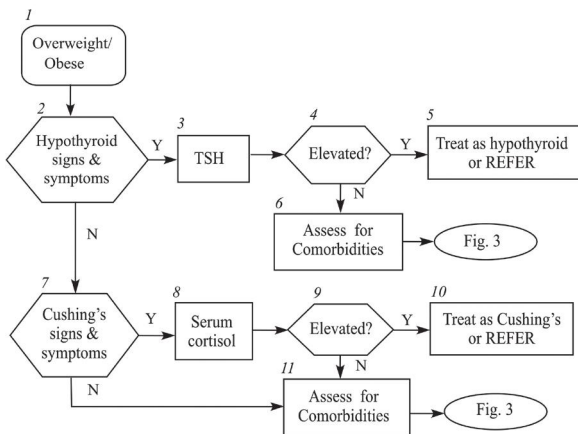 1
Overweight/
Obese
2
Hypothyroid
signs &
symptoms
Y
3
TSH
4
Elevated?
Y
5
Treat as hypothyroid
or REFER
N
6
Assess for
Comorbidities
Fig. 3
N
7
Cushing's
signs &
symptoms
Y
8
Serum
cortisol
9
Elevated?
Y
10
Treat as Cushing's
or REFER
N
N
11
Assess for
Comorbidities
Fig. 3